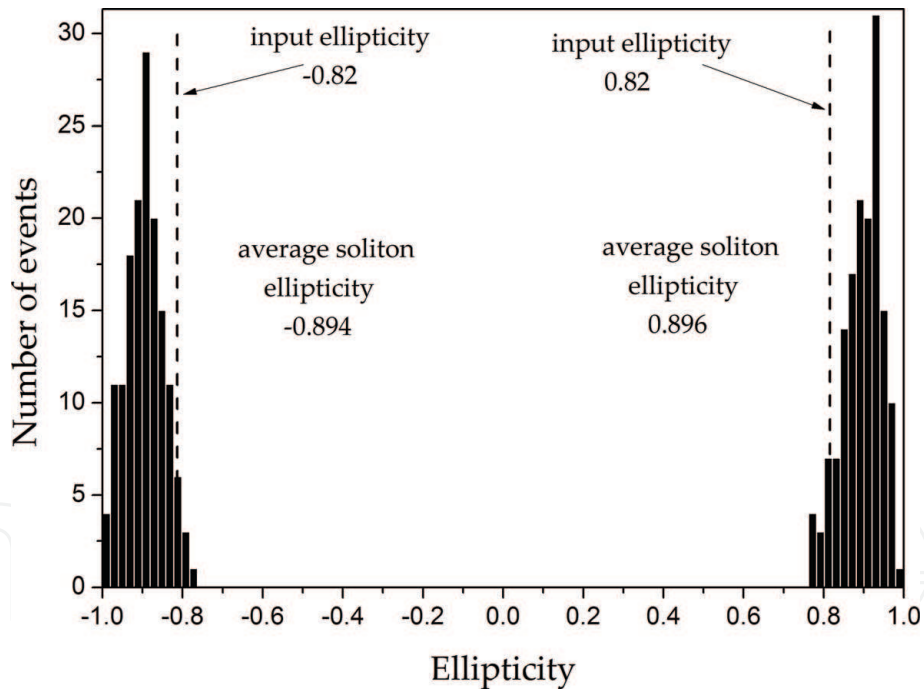 input ellipticity
-0.82
input ellipticity
0.82
average soliton
ellipticity
-0.894
average soliton
ellipticity
0.896
Number of events
30
25
20
15
10
5
0
-1.0 -0.8 -0.6 -0.4 -0.2 0.0 0.2 0.4 0.6 0.8 1.0
Ellipticity